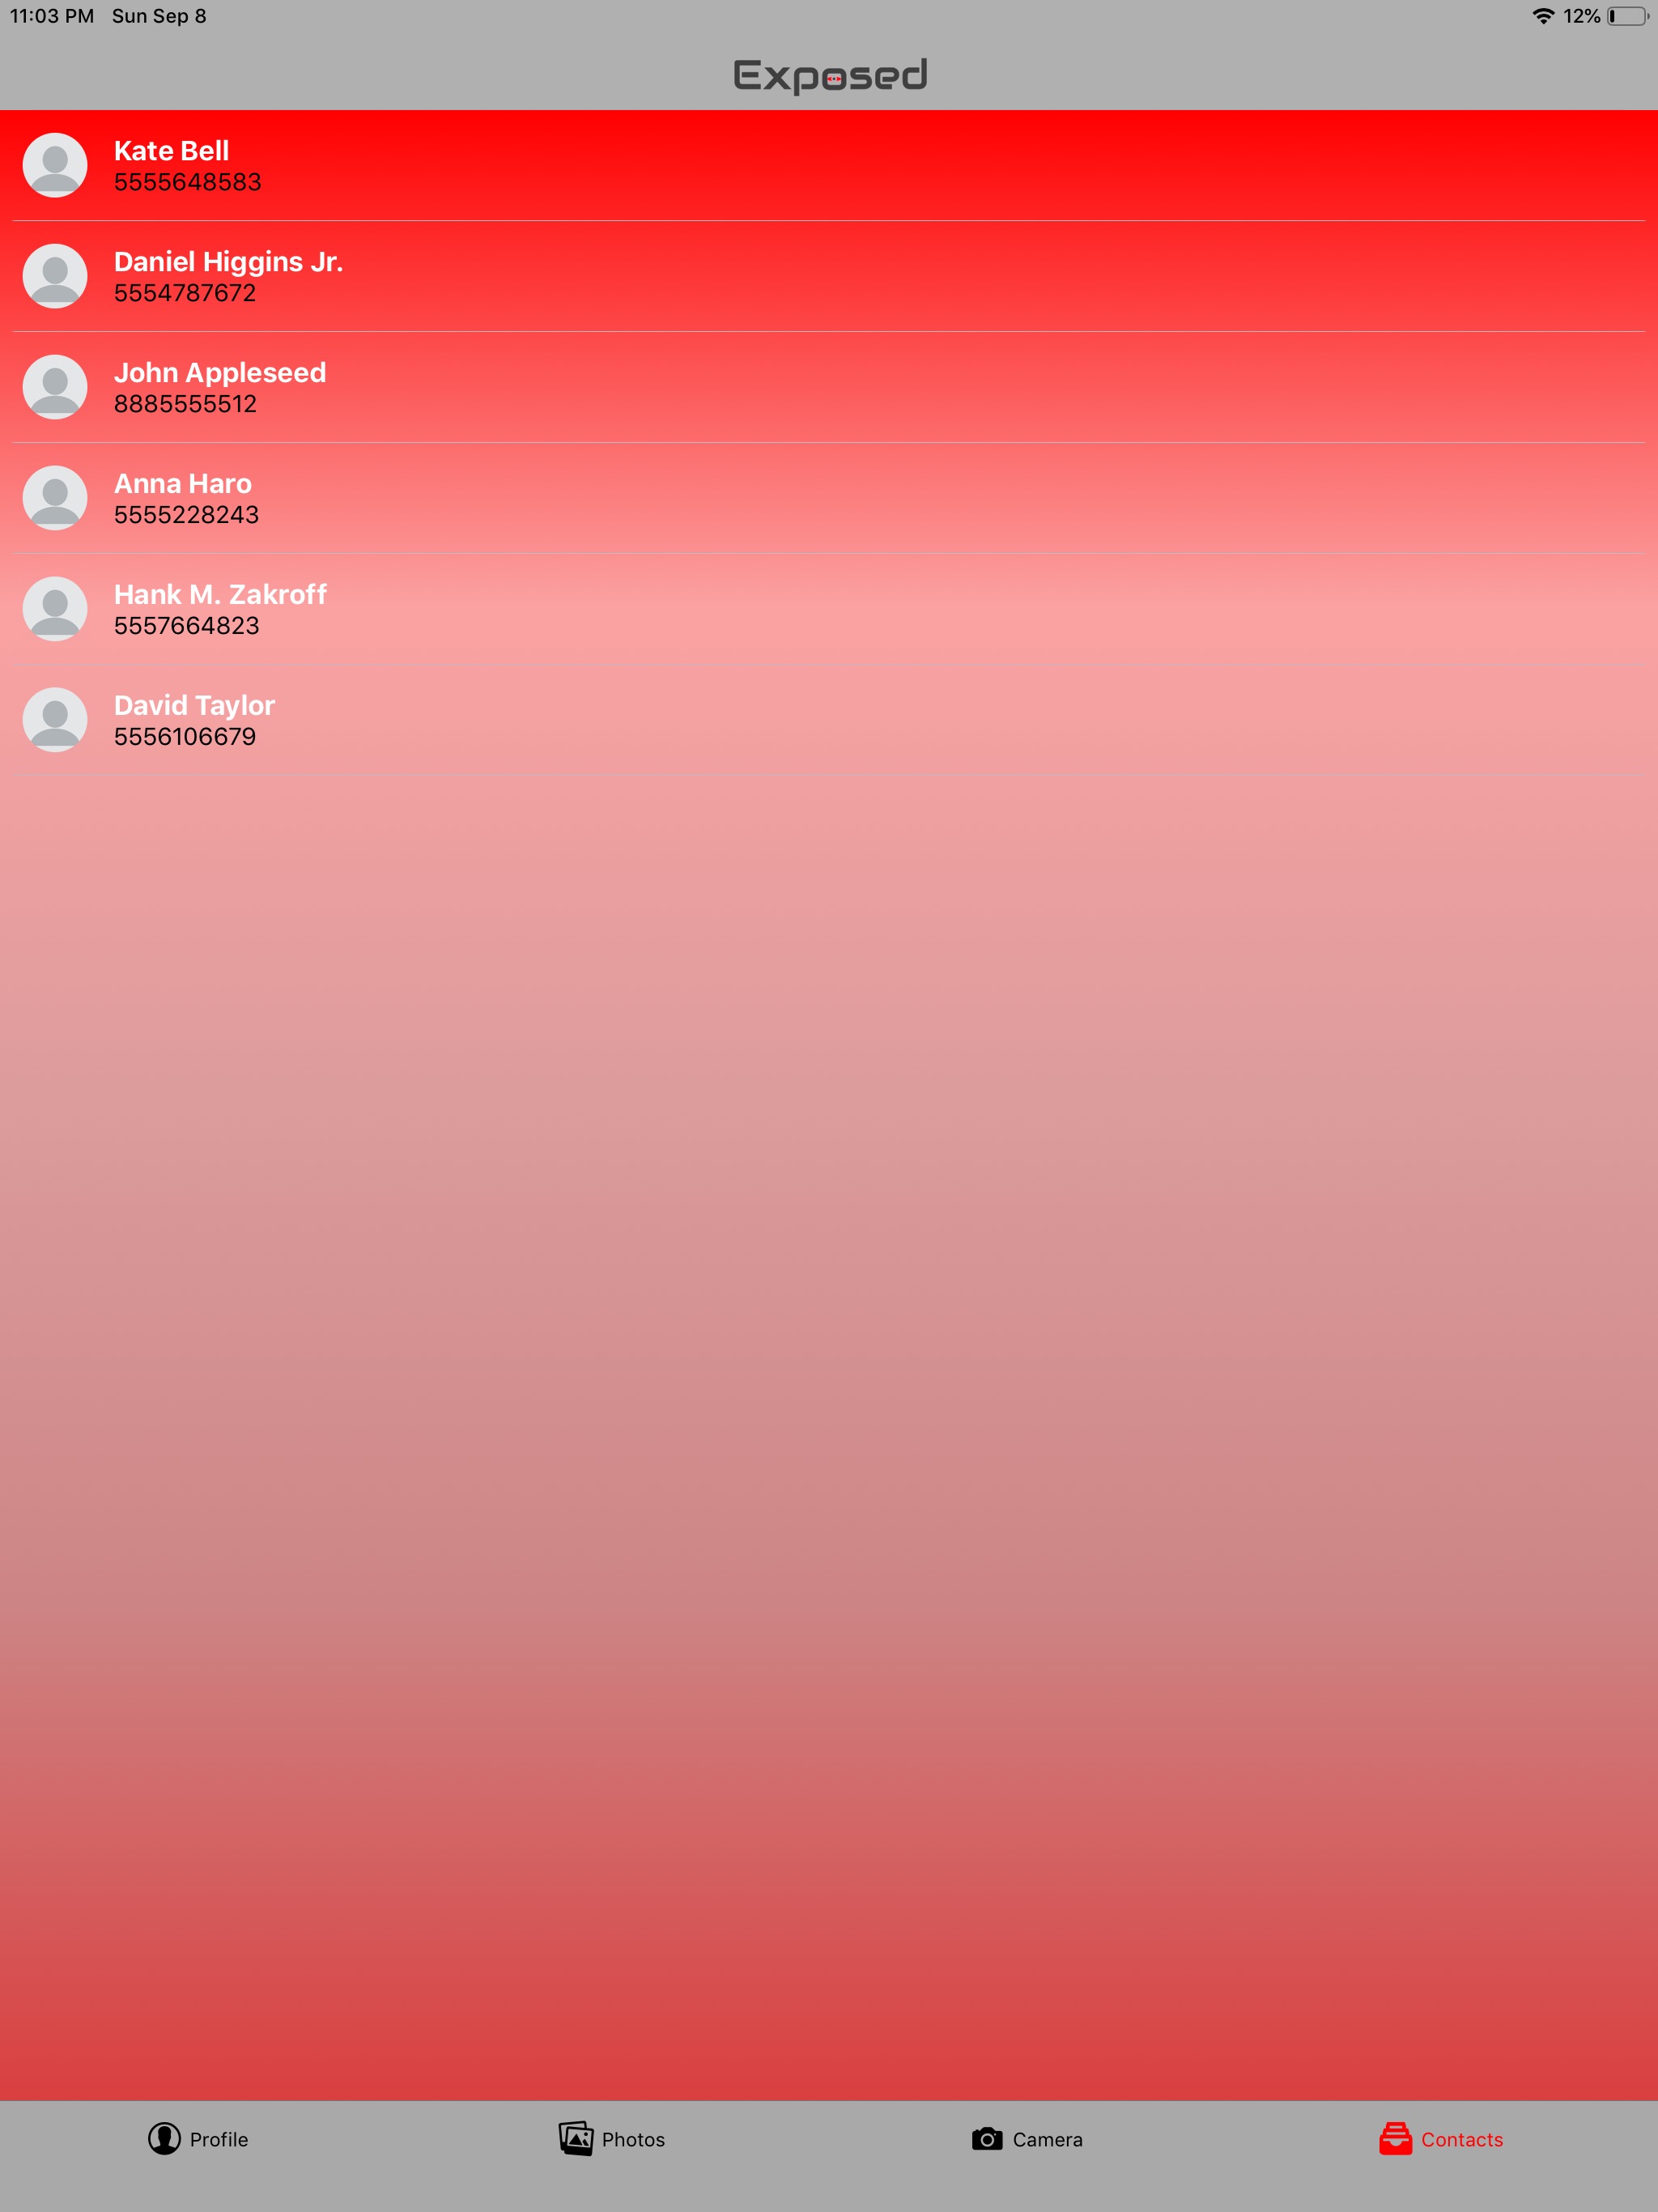 11:03 PM Sun Sep 8 12%
Exposed
Kate Bell
5555648583
Daniel Higgins Jr.
5554787672
John Appleseed
8885555512
Anna Haro
5555228243
Hank M. Zakroff
5557664823
David Taylor
5556106679
Profile Photos Camera Contacts